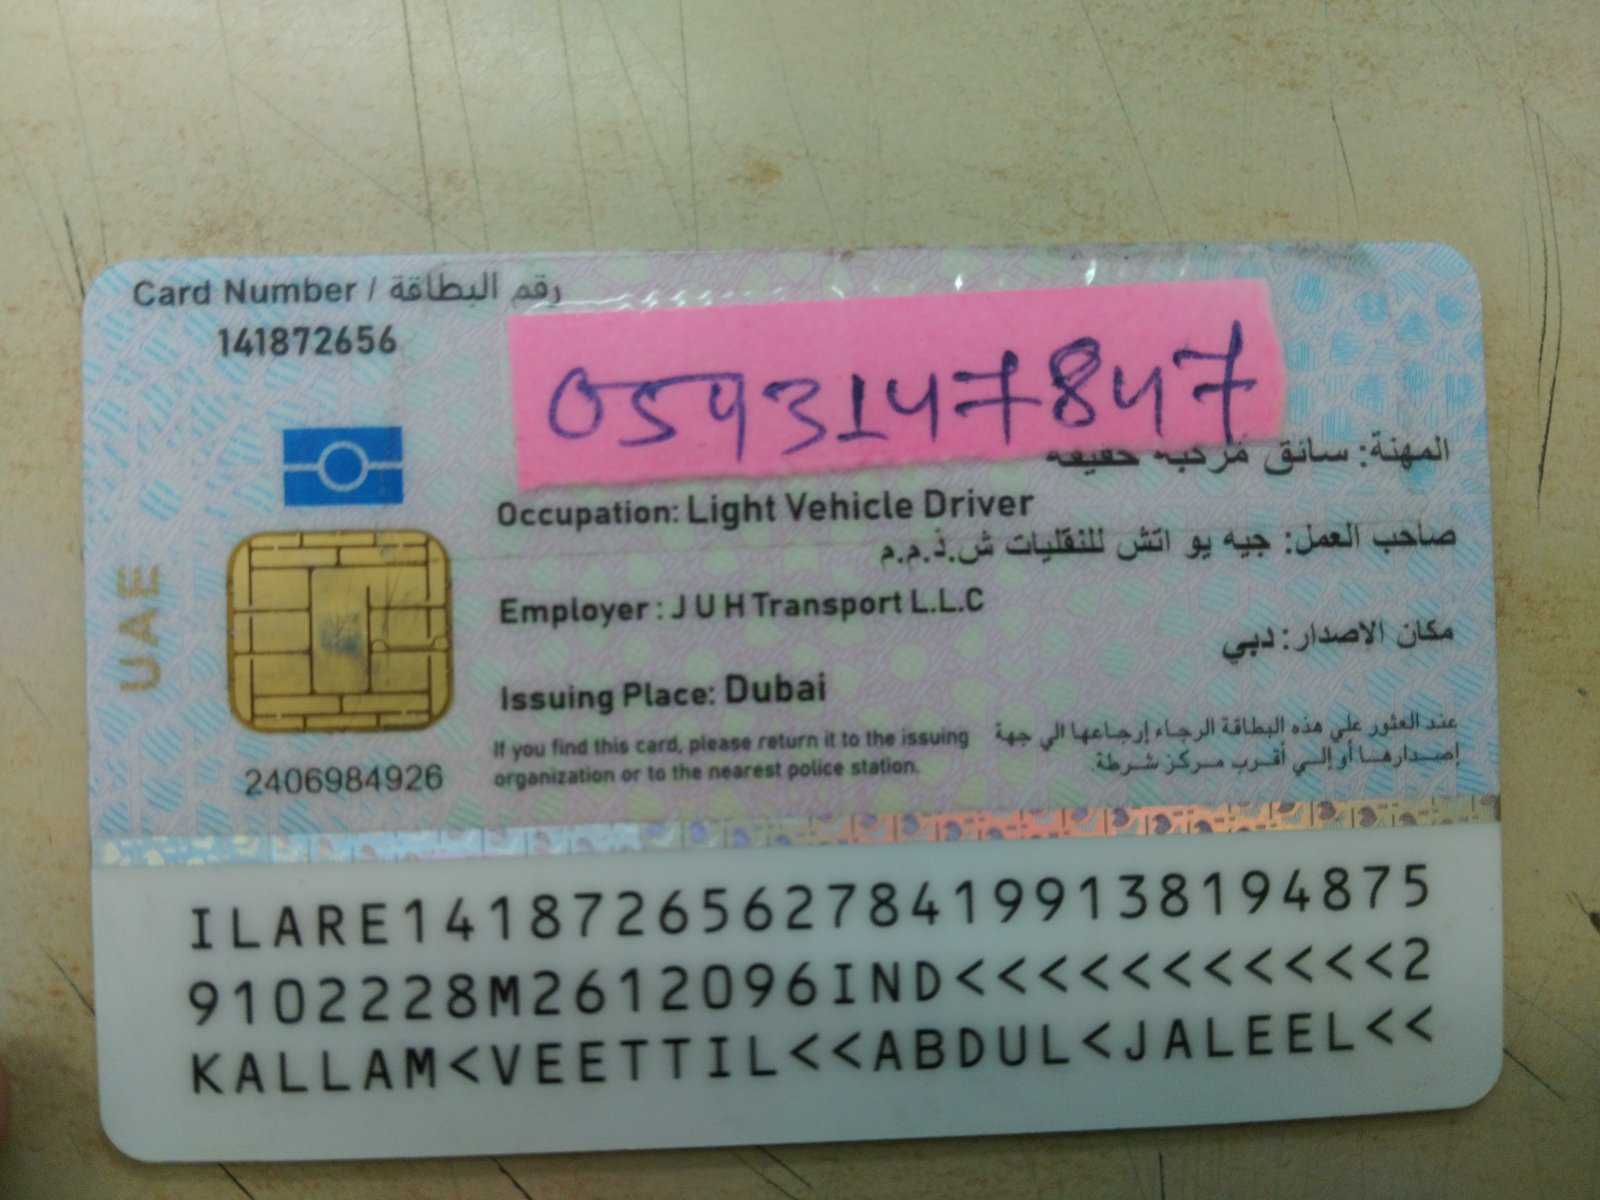 Card Number / رقم البطاقة
141872656
0593147847
المهنة: سائق مركبة خفيفة
Occupation: Light Vehicle Driver
صاحب العمل: جيه يو اتش للنقليات ش.ذ.م.م
Employer : J U H Transport L.L.C
مكان الاصدار: دبي
Issuing Place: Dubai
If you find this card, please return it to the issuing
organization or to the nearest police station.
عند العثور علي هذه البطاقة الرجاء إرجاعها الي جهة
إصدارها أو إلي أقرب مركز شرطة.
UAE
2406984926
ILARE1418726562784199138194875
9102228M2612096IND<<<<<<<<<<<2
KALLAM<VEETTIL<<ABDUL<JALEEL<<